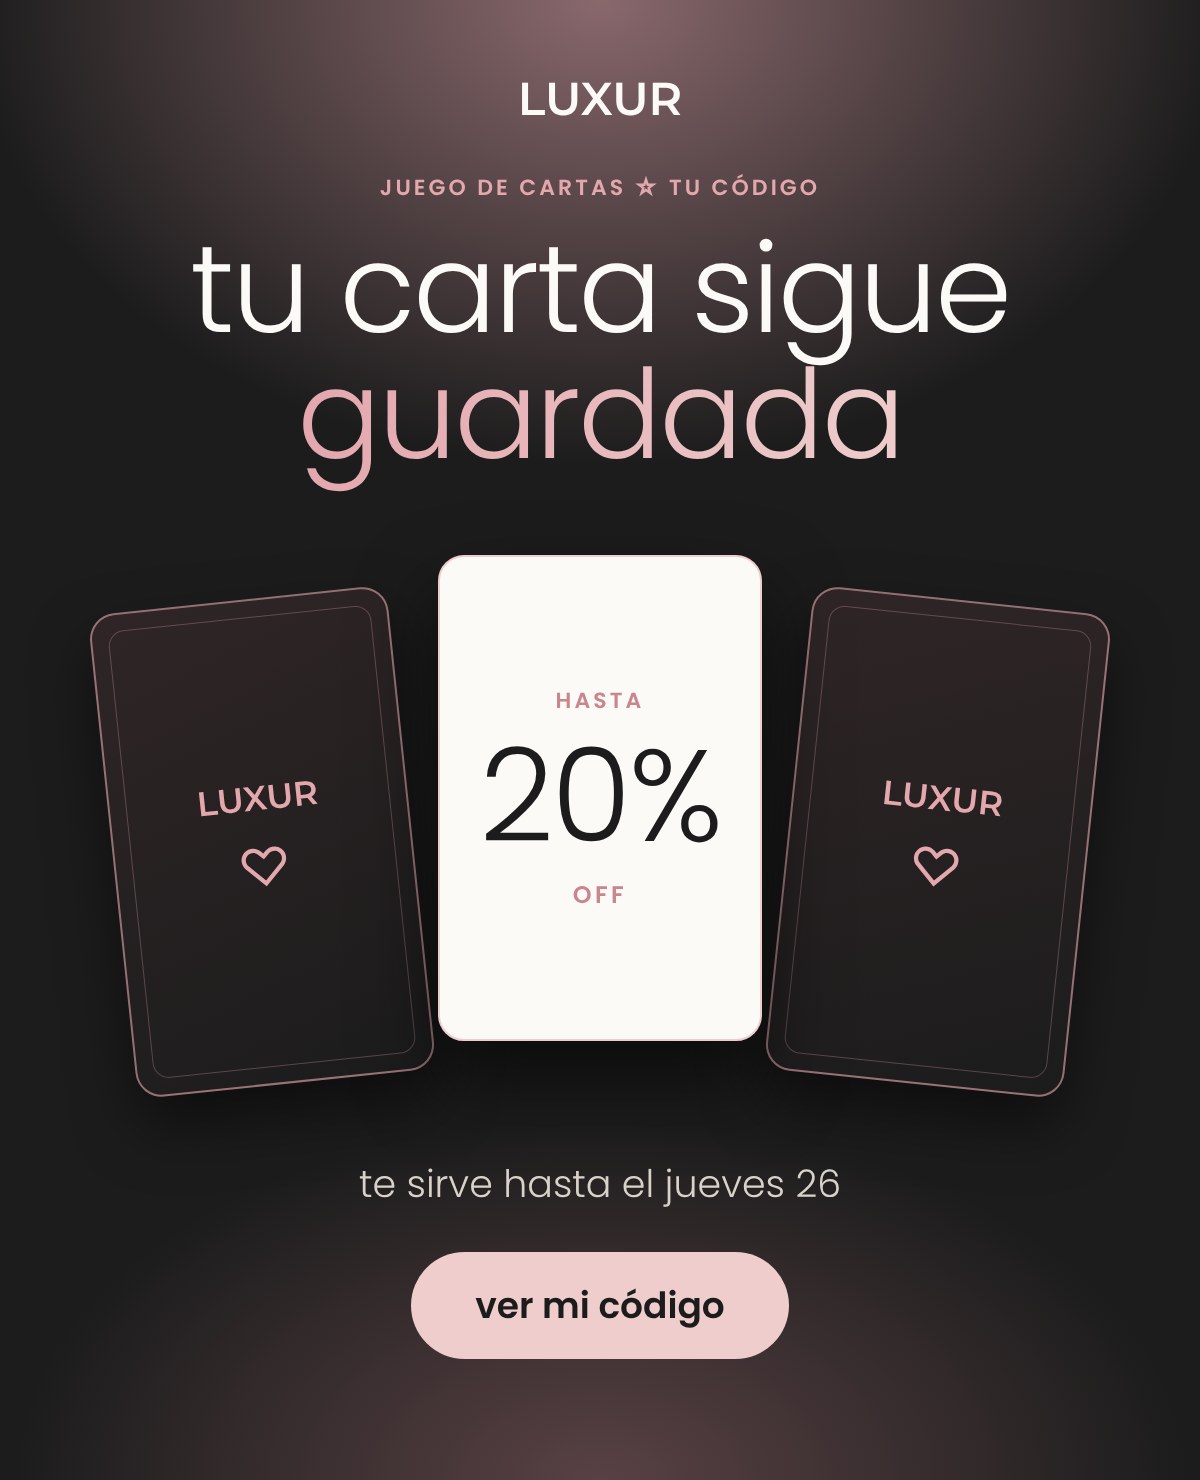 LUXUR
JUEGO DE CARTAS ☆ TU CÓDIGO
tu carta sigue
guardada
LUXUR
HASTA
20%
OFF
LUXUR
te sirve hasta el jueves 26
ver mi código